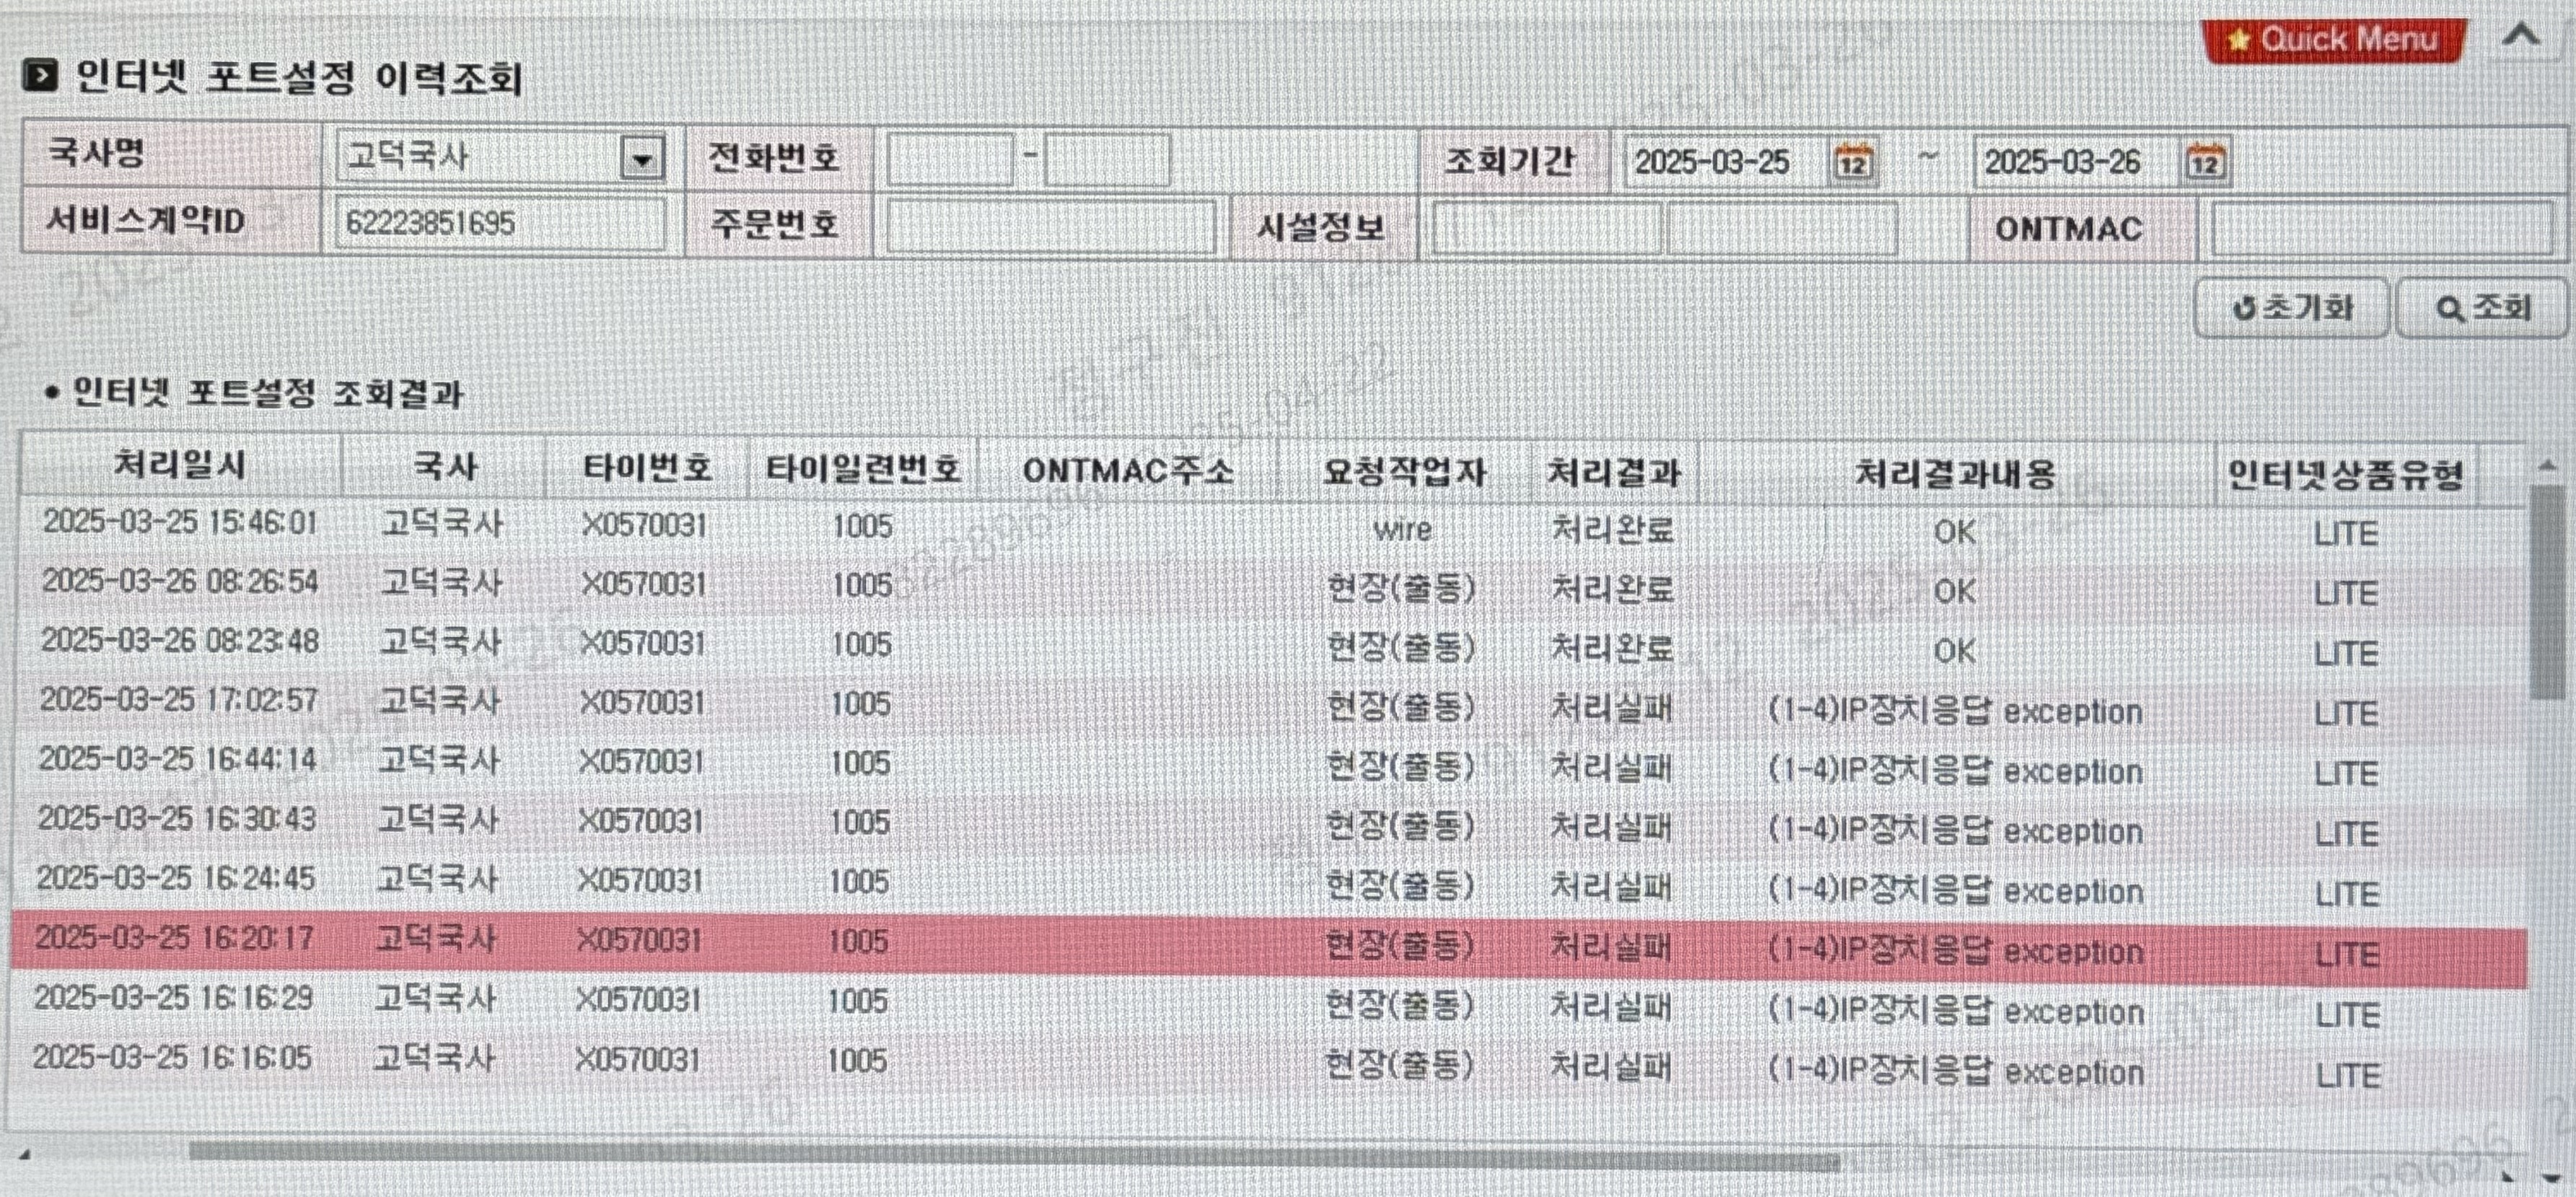 Quick Menu
인터넷 포트설정 이력조회
국사명 고덕국사 전화번호 - 조회기간 2025-03-25 12 ~ 2025-03-26 12
서비스계약ID 62223851695 주문번호 시설정보 ONTMAC
초기화 조회
• 인터넷 포트설정 조회결과
처리일시 국사 타이번호 타이일련번호 ONTMAC주소 요청작업자 처리결과 처리결과내용 인터넷상품유형
2025-03-25 15:46:01 고덕국사 X0570031 1005 wire 처리완료 OK LITE
2025-03-26 08:26:54 고덕국사 X0570031 1005 현장(출동) 처리완료 OK LITE
2025-03-26 08:23:48 고덕국사 X0570031 1005 현장(출동) 처리완료 OK LITE
2025-03-25 17:02:57 고덕국사 X0570031 1005 현장(출동) 처리실패 (1-4)IP장치응답 exception LITE
2025-03-25 16:44:14 고덕국사 X0570031 1005 현장(출동) 처리실패 (1-4)IP장치응답 exception LITE
2025-03-25 16:30:43 고덕국사 X0570031 1005 현장(출동) 처리실패 (1-4)IP장치응답 exception LITE
2025-03-25 16:24:45 고덕국사 X0570031 1005 현장(출동) 처리실패 (1-4)IP장치응답 exception LITE
2025-03-25 16:20:17 고덕국사 X0570031 1005 현장(출동) 처리실패 (1-4)IP장치응답 exception LITE
2025-03-25 16:16:29 고덕국사 X0570031 1005 현장(출동) 처리실패 (1-4)IP장치응답 exception LITE
2025-03-25 16:16:05 고덕국사 X0570031 1005 현장(출동) 처리실패 (1-4)IP장치응답 exception LITE